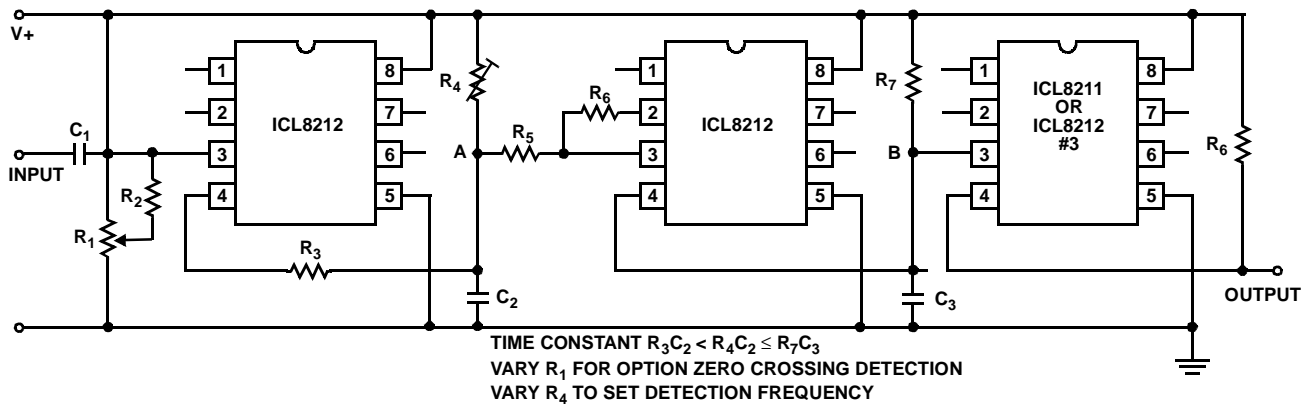 V+
INPUT
C1
R2
R1
1
2
3
4
ICL8212
8
7
6
5
R3
R4
A
C2
R5
R6
1
2
3
4
ICL8212
8
7
6
5
R7
B
C3
1
2
3
4
ICL8211
OR
ICL8212
#3
8
7
6
5
R6
OUTPUT
TIME CONSTANT R3C2 < R4C2 ≤ R7C3
VARY R1 FOR OPTION ZERO CROSSING DETECTION
VARY R4 TO SET DETECTION FREQUENCY